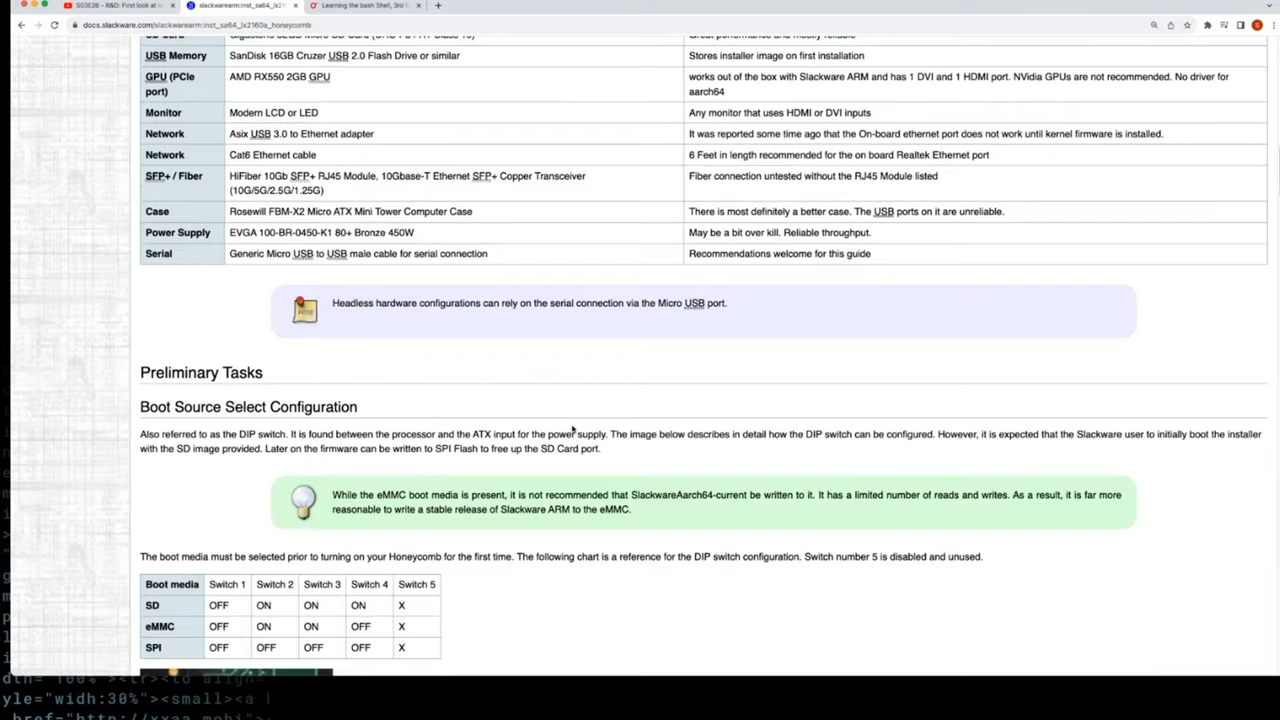 S03E26 - R&D: First look at
slackwarearm:inst_sa64_lx2160a
Learning the bash Shell, 3rd
docs.slackware.com/slackwarearm:inst_sa64_lx2160a_honeycomb
USB Memory SanDisk 16GB Cruzer USB 2.0 Flash Drive or similar Stores installer image on first installation
GPU (PCIe AMD RX550 2GB GPU works out of the box with Slackware ARM and has 1 DVI and 1 HDMI port. NVidia GPUs are not recommended. No driver for
port) aarch64
Monitor Modern LCD or LED Any monitor that uses HDMI or DVI inputs
Network Asix USB 3.0 to Ethernet adapter It was reported some time ago that the On-board ethernet port does not work until kernel firmware is installed.
Network Cat6 Ethernet cable 6 Feet in length recommended for the on board Realtek Ethernet port
SFP+ / Fiber HiFiber 10Gb SFP+ RJ45 Module, 10Gbase-T Ethernet SFP+ Copper Transceiver Fiber connection untested without the RJ45 Module listed
(10G/5G/2.5G/1.25G)
Case Rosewill FBM-X2 Micro ATX Mini Tower Computer Case There is most definitely a better case. The USB ports on it are unreliable.
Power Supply EVGA 100-BR-0450-K1 80+ Bronze 450W May be a bit over kill. Reliable throughput.
Serial Generic Micro USB to USB male cable for serial connection Recommendations welcome for this guide
Headless hardware configurations can rely on the serial connection via the Micro USB port.
Preliminary Tasks
Boot Source Select Configuration
Also referred to as the DIP switch. It is found between the processor and the ATX input for the power supply. The image below describes in detail how the DIP switch can be configured. However, it is expected that the Slackware user to initially boot the installer
with the SD image provided. Later on the firmware can be written to SPI Flash to free up the SD Card port.
While the eMMC boot media is present, it is not recommended that SlackwareAarch64-current be written to it. It has a limited number of reads and writes. As a result, it is far more
reasonable to write a stable release of Slackware ARM to the eMMC.
The boot media must be selected prior to turning on your Honeycomb for the first time. The following chart is a reference for the DIP switch configuration. Switch number 5 is disabled and unused.
Boot media Switch 1 Switch 2 Switch 3 Switch 4 Switch 5
SD OFF ON ON ON X
eMMC OFF ON ON OFF X
SPI OFF OFF OFF OFF X
yle="widh:30%"><small><a